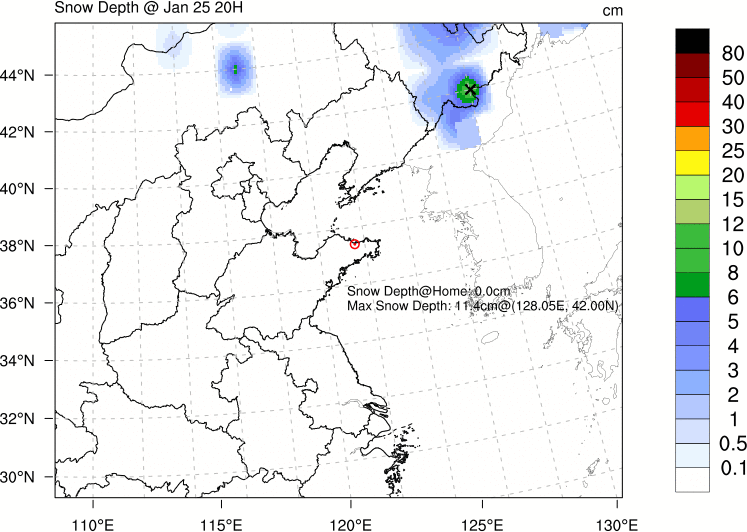 Snow Depth @ Jan 25 20H
cm
44°N
42°N
40°N
38°N
36°N
34°N
32°N
30°N
Snow Depth@Home: 0.0cm
Max Snow Depth: 11.4cm@(128.05E, 42.00N)
110°E 115°E 120°E 125°E 130°E
80
50
40
30
25
20
15
12
10
8
6
5
4
3
2
1
0.5
0.1